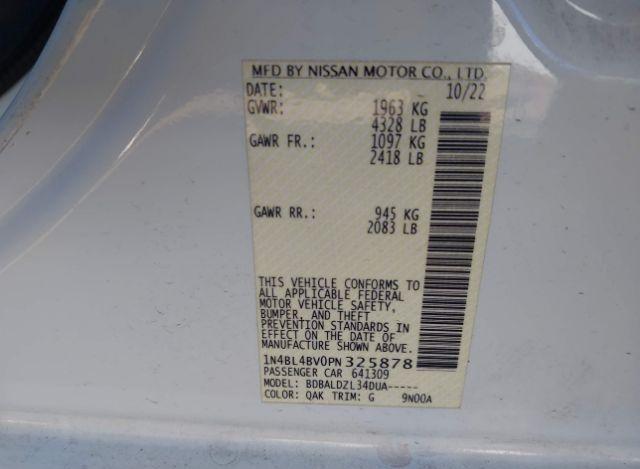 MFD BY NISSAN MOTOR CO., LTD.
DATE: 10/22
GVWR: 1963 KG
4328 LB
GAWR FR.: 1097 KG
2418 LB
GAWR RR.: 945 KG
2083 LB
THIS VEHICLE CONFORMS TO
ALL APPLICABLE FEDERAL
MOTOR VEHICLE SAFETY,
BUMPER, AND THEFT
PREVENTION STANDARDS IN
EFFECT ON THE DATE OF
MANUFACTURE SHOWN ABOVE.
1N4BL4BV0PN325878
PASSENGER CAR 641309
MODEL: BDBALDZL34DUA-----
COLOR: QAK TRIM: G 9N00A